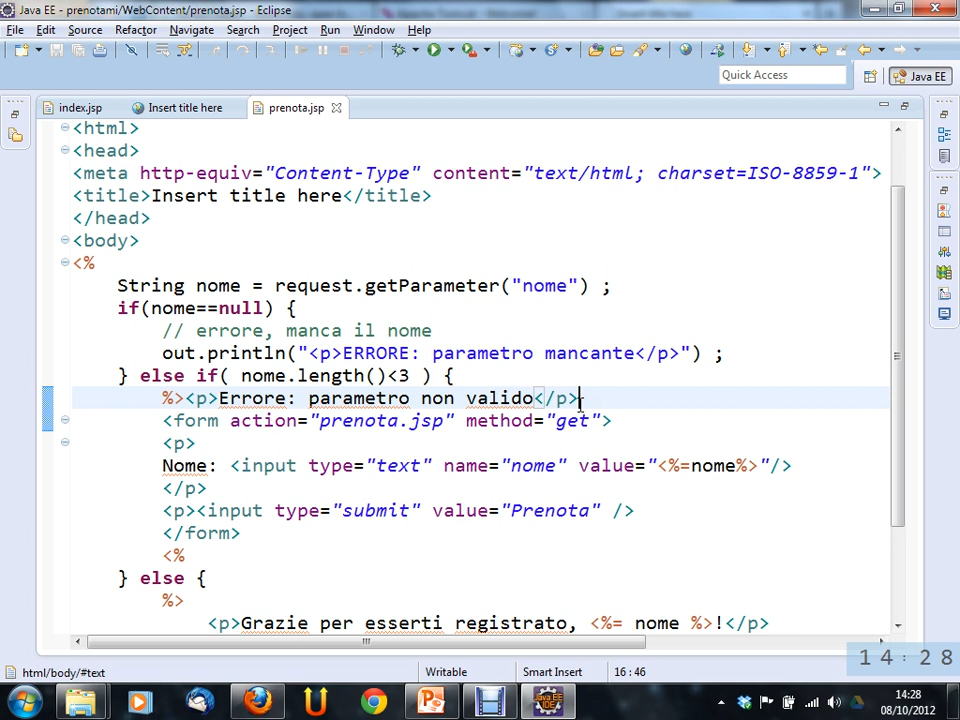 Java EE - prenotami/WebContent/prenota.jsp - Eclipse
File Edit Source Refactor Navigate Search Project Run Window Help
Quick Access
Java EE
index.jsp Insert title here prenota.jsp
<html>
<head>
<meta http-equiv="Content-Type" content="text/html; charset=ISO-8859-1">
<title>Insert title here</title>
</head>
<body>
<%
String nome = request.getParameter("nome") ;
if(nome==null) {
// errore, manca il nome
out.println("<p>ERRORE: parametro mancante</p>") ;
} else if( nome.length()<3 ) {
%><p>Errore: parametro non valido</p>
<form action="prenota.jsp" method="get">
<p>
Nome: <input type="text" name="nome" value="<%=nome%>"/>
</p>
<p><input type="submit" value="Prenota" />
</form>
<%
} else {
%>
<p>Grazie per esserti registrato, <%= nome %>!</p>
14:28
html/body/#text Writable Smart Insert 16 : 46
14:28
08/10/2012